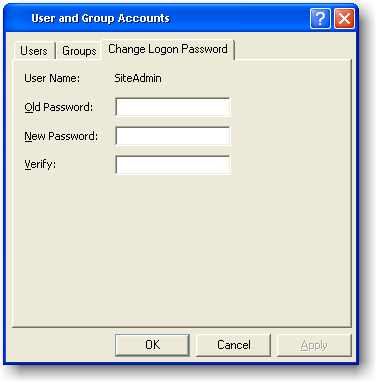 User and Group Accounts
Users Groups Change Logon Password
User Name: SiteAdmin
Old Password:
New Password:
Verify:
OK Cancel Apply